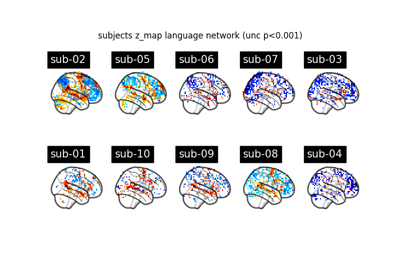 subjects z_map language network (unc p<0.001)
sub-02 sub-05 sub-06 sub-07 sub-03
sub-01 sub-10 sub-09 sub-08 sub-04